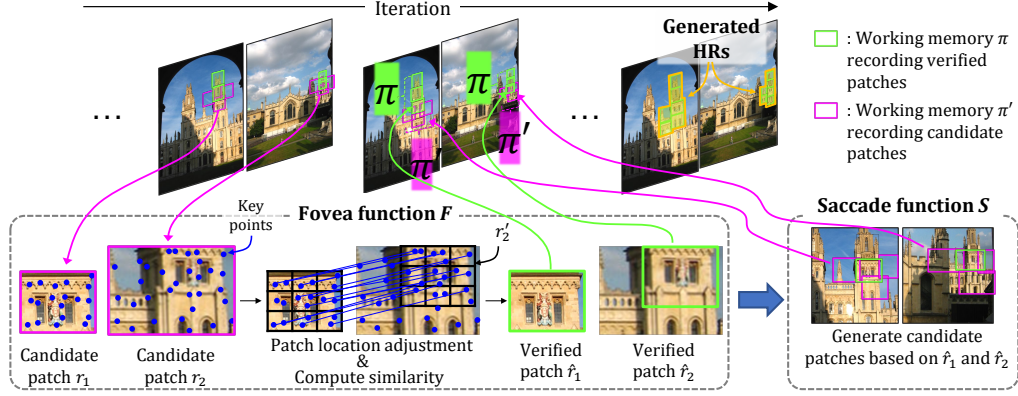 Iteration
Generated
HRs
: Working memory π
recording verified
patches
: Working memory π′
recording candidate
patches
...
π
π
...
π′
π′
Fovea function F
Saccade function S
Key
points
r₂′
Candidate
patch r₁
Candidate
patch r₂
Patch location adjustment
&
Compute similarity
Verified
patch r̂₁
Verified
patch r̂₂
Generate candidate
patches based on r̂₁ and r̂₂